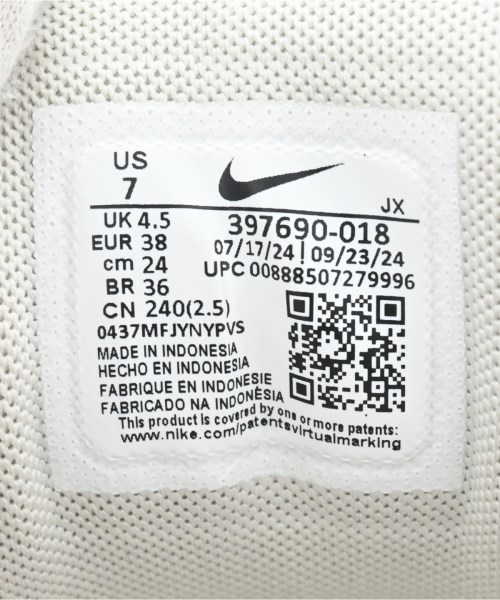 US
7
JX
UK 4.5
EUR 38
cm 24
BR 36
CN 240(2.5)
397690-018
07/17/24 | 09/23/24
UPC 00888507279996
0437MFJYNYPVS
MADE IN INDONESIA
HECHO EN INDONESIA
FABRIQUE EN INDONESIE
FABRICADO NA INDONÉSIA
This product is covered by one or more patents:
www.nike.com/patentsvirtualmarking